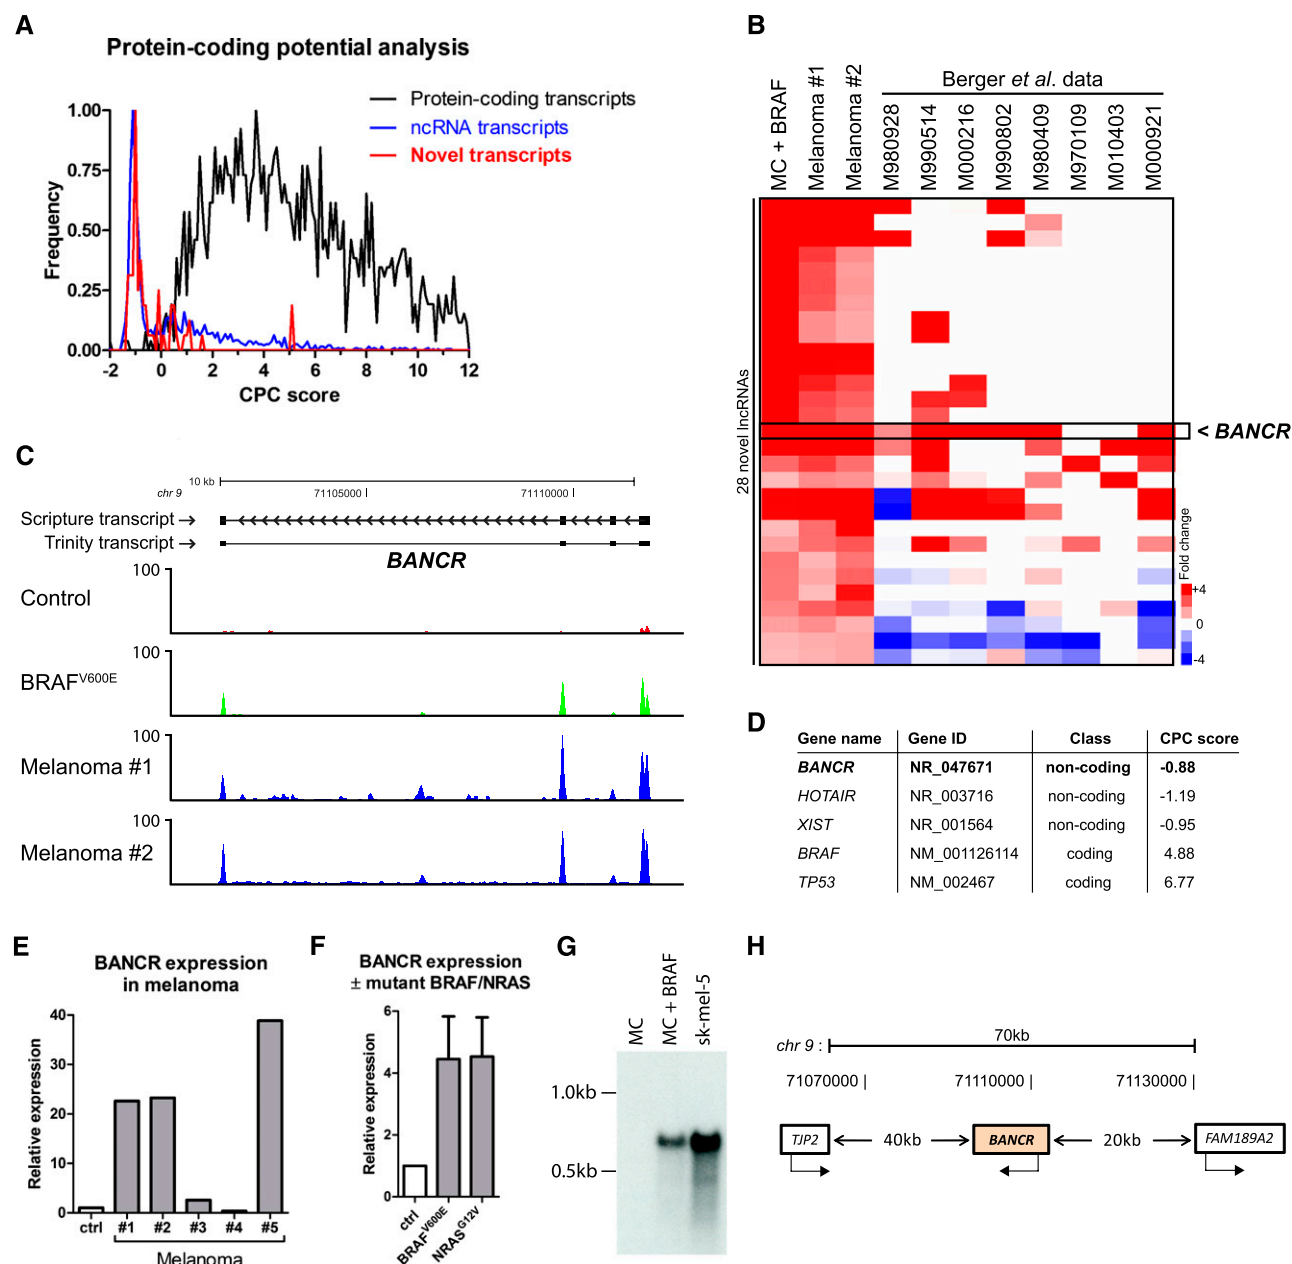 A
Protein-coding potential analysis
Protein-coding transcripts
ncRNA transcripts
Novel transcripts
Frequency
1.00
0.75
0.50
0.25
0.00
-2 0 2 4 6 8 10 12
CPC score
B
MC + BRAF
Melanoma #1
Melanoma #2
Berger et al. data
M980928
M990514
M000216
M990802
M980409
M970109
M010403
M000921
28 novel lncRNAs
< BANCR
Fold change
+4
0
-4
C
10 kb
chr 9 71105000 71110000
Scripture transcript →
Trinity transcript →
BANCR
100
Control
100
BRAFV600E
100
Melanoma #1
100
Melanoma #2
D
Gene name Gene ID Class CPC score
BANCR NR_047671 non-coding -0.88
HOTAIR NR_003716 non-coding -1.19
XIST NR_001564 non-coding -0.95
BRAF NM_001126114 coding 4.88
TP53 NM_002467 coding 6.77
E
BANCR expression
in melanoma
Relative expression
40
30
20
10
0
ctrl #1 #2 #3 #4 #5
Melanoma
F
BANCR expression
± mutant BRAF/NRAS
Relative expression
6
4
2
0
ctrl
BRAFV600E
NRASG12V
G
MC
MC + BRAF
sk-mel-5
1.0kb
0.5kb
H
chr 9 : 70kb
71070000 71110000 71130000
TJP2 40kb BANCR 20kb FAM189A2